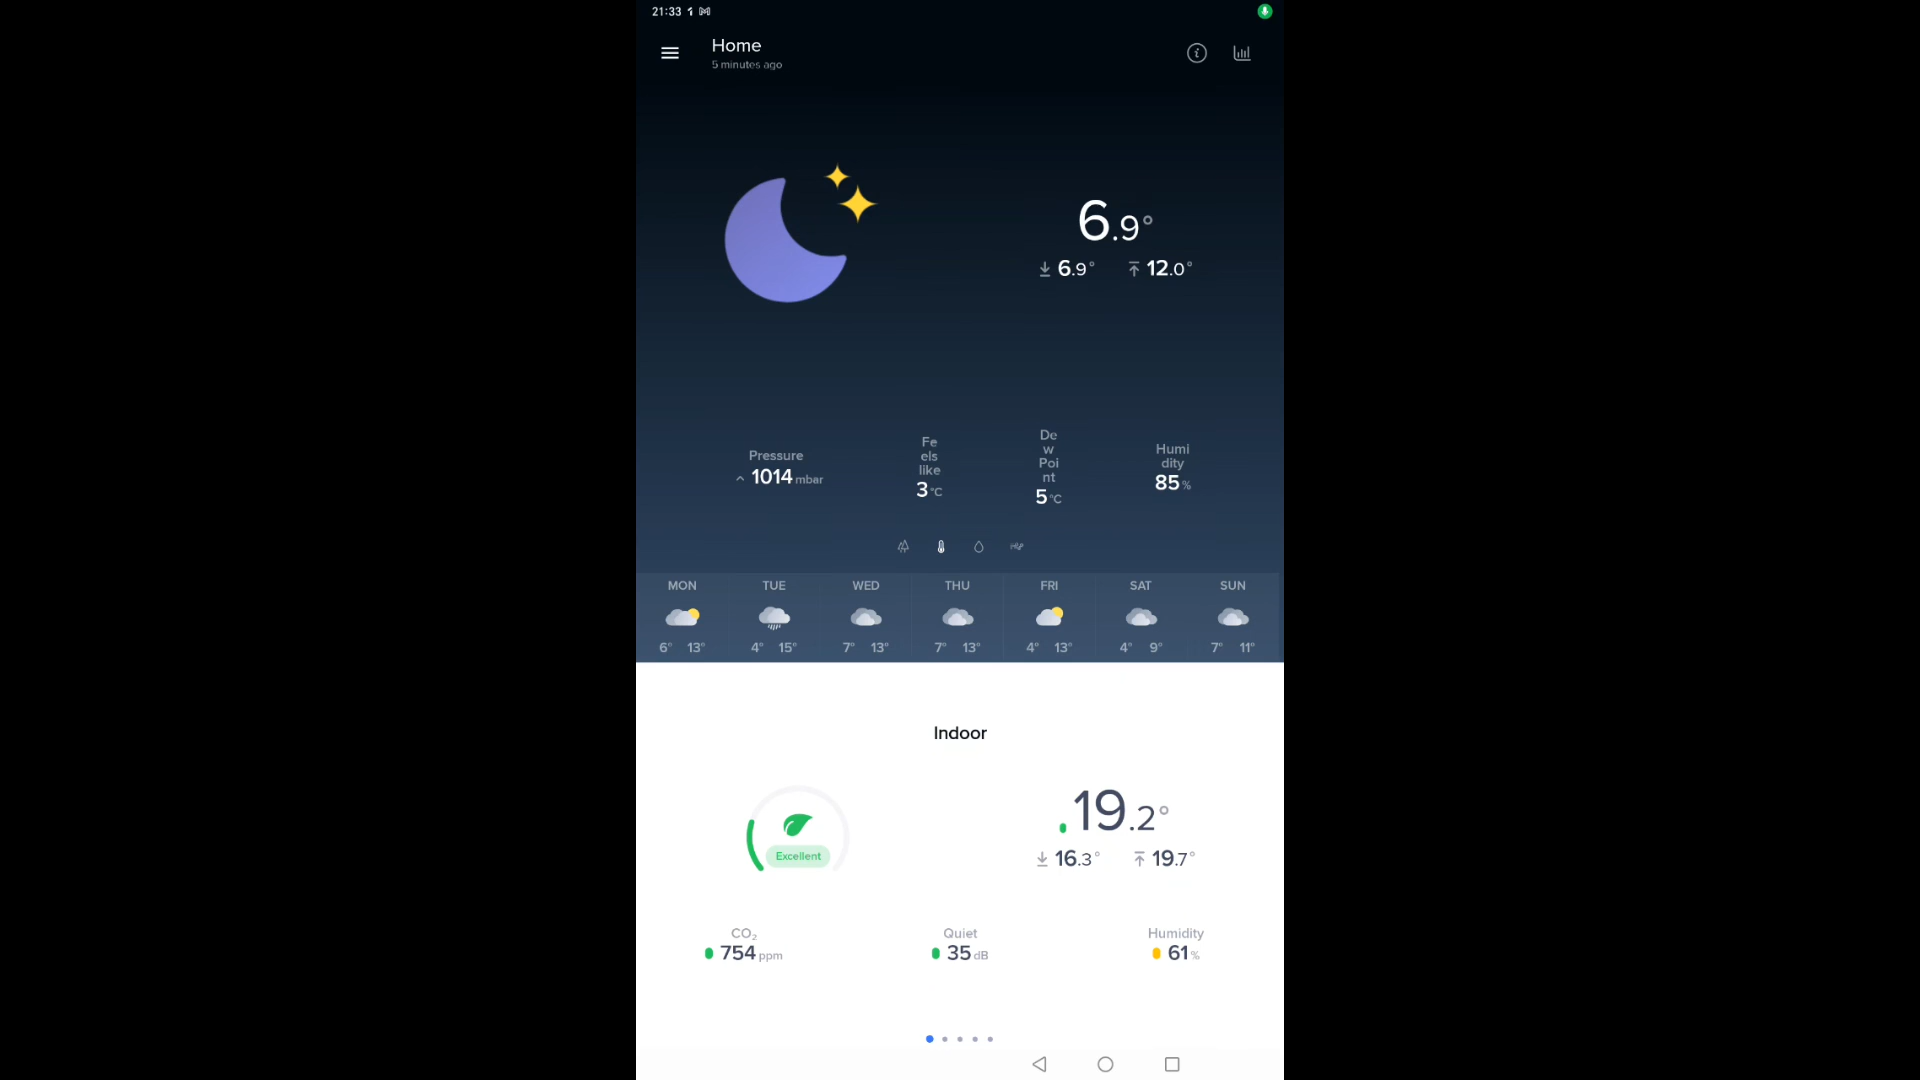 21:33
Home
5 minutes ago
6.9°
6.9° 12.0°
Pressure
1014 mbar
Fe
els
like
3 °C
De
w
Poi
nt
5 °C
Humi
dity
85 %
MON TUE WED THU FRI SAT SUN
6° 13° 4° 15° 7° 13° 7° 13° 4° 13° 4° 9° 7° 11°
Indoor
Excellent
19.2°
16.3° 19.7°
CO₂ Quiet Humidity
754 ppm 35 dB 61 %